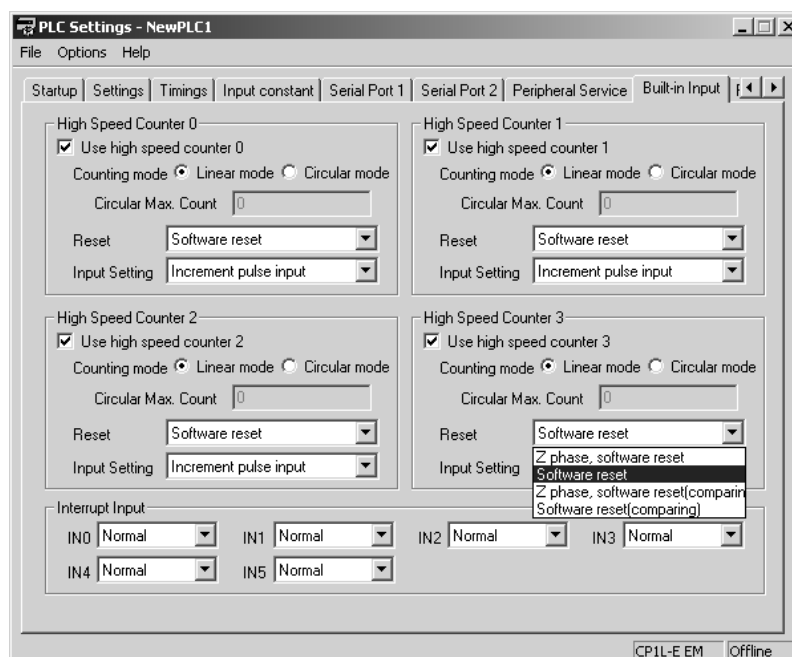 PLC Settings - NewPLC1
File Options Help
Startup Settings Timings Input constant Serial Port 1 Serial Port 2 Peripheral Service Built-in Input
High Speed Counter 0
Use high speed counter 0
Counting mode Linear mode Circular mode
Circular Max. Count 0
Reset Software reset
Input Setting Increment pulse input
High Speed Counter 1
Use high speed counter 1
Counting mode Linear mode Circular mode
Circular Max. Count 0
Reset Software reset
Input Setting Increment pulse input
High Speed Counter 2
Use high speed counter 2
Counting mode Linear mode Circular mode
Circular Max. Count 0
Reset Software reset
Input Setting Increment pulse input
High Speed Counter 3
Use high speed counter 3
Counting mode Linear mode Circular mode
Circular Max. Count 0
Reset Software reset
Input Setting
Z phase, software reset
Software reset
Z phase, software reset(comparin
Software reset(comparing)
Interrupt Input
IN0 Normal IN1 Normal IN2 Normal IN3 Normal
IN4 Normal IN5 Normal
CP1L-E EM Offline